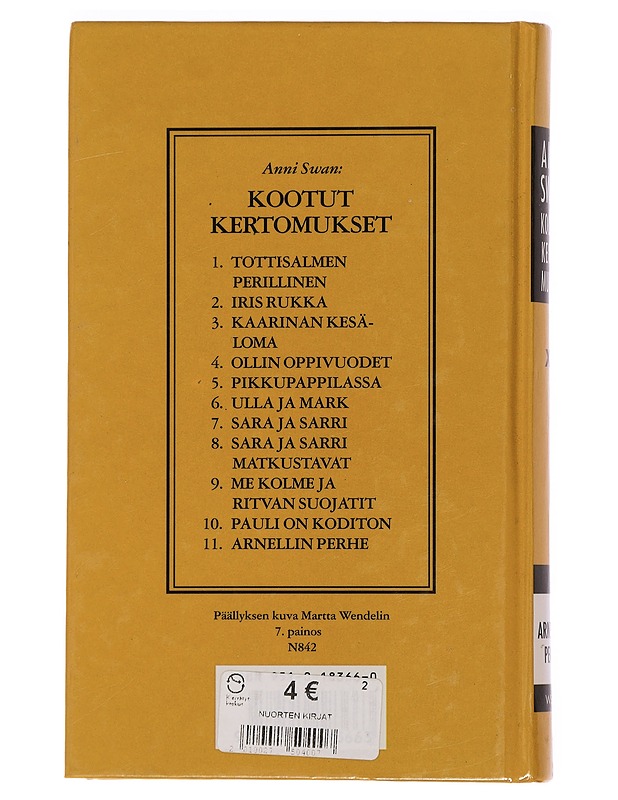 Anni Swan:
KOOTUT
KERTOMUKSET
1. TOTTISALMEN
PERILLINEN
2. IRIS RUKKA
3. KAARINAN KESÄ-
LOMA
4. OLLIN OPPIVUODET
5. PIKKUPAPPILASSA
6. ULLA JA MARK
7. SARA JA SARRI
8. SARA JA SARRI
MATKUSTAVAT
9. ME KOLME JA
RITVAN SUOJATIT
10. PAULI ON KODITON
11. ARNELLIN PERHE
Päällyksen kuva Martta Wendelin
7. painos
N842
4 €
2
NUORTEN KIRJAT